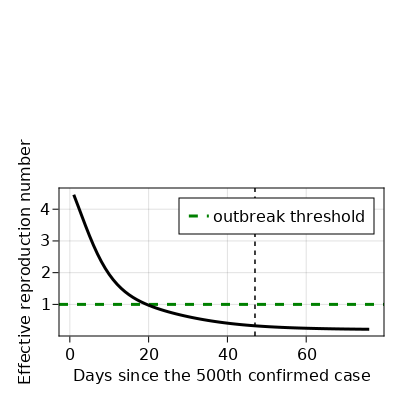 Effective reproduction number
4
3
2
1
outbreak threshold
0 20 40 60
Days since the 500th confirmed case